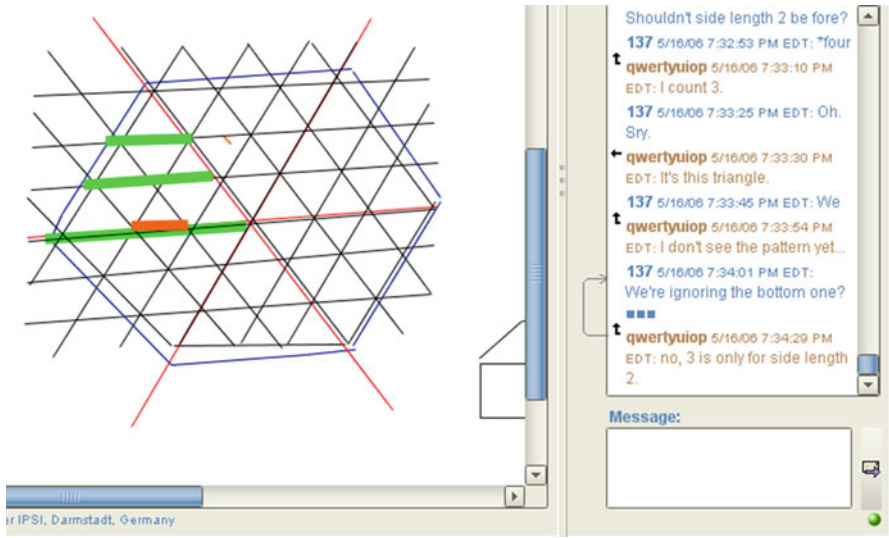 Shouldn't side length 2 be fore?
137 5/16/06 7:32:53 PM EDT: *four
qwertyuiop 5/16/06 7:33:10 PM
EDT: I count 3.
137 5/16/06 7:33:25 PM EDT: Oh.
Sry.
qwertyuiop 5/16/06 7:33:30 PM
EDT: It's this triangle.
137 5/16/06 7:33:45 PM EDT: We
qwertyuiop 5/16/06 7:33:54 PM
EDT: I don't see the pattern yet...
137 5/16/06 7:34:01 PM EDT:
We're ignoring the bottom one?
qwertyuiop 5/16/06 7:34:29 PM
EDT: no, 3 is only for side length
2.
Message:
er IPSI, Darmstadt, Germany